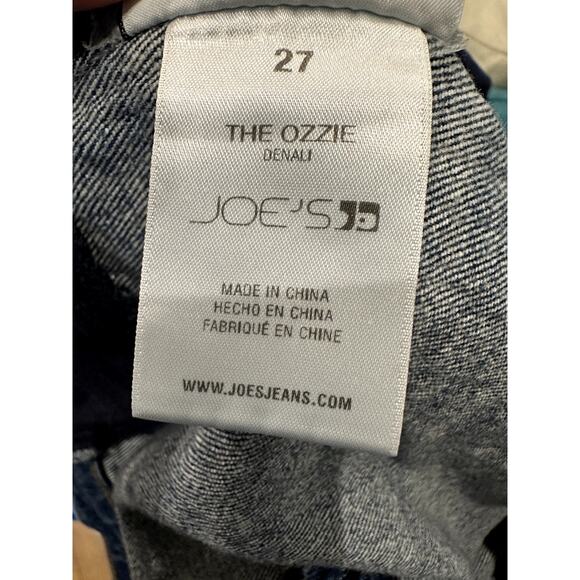 27
THE OZZIE
DENALI
JOE'S
MADE IN CHINA
HECHO EN CHINA
FABRIQUÉ EN CHINE
WWW.JOESJEANS.COM